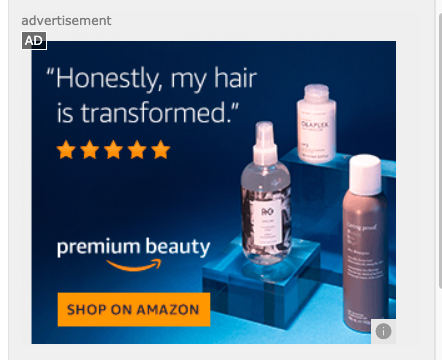 advertisement
AD
“Honestly, my hair
is transformed.”
premium beauty
SHOP ON AMAZON
OLAPLEX
R+Co
living proof